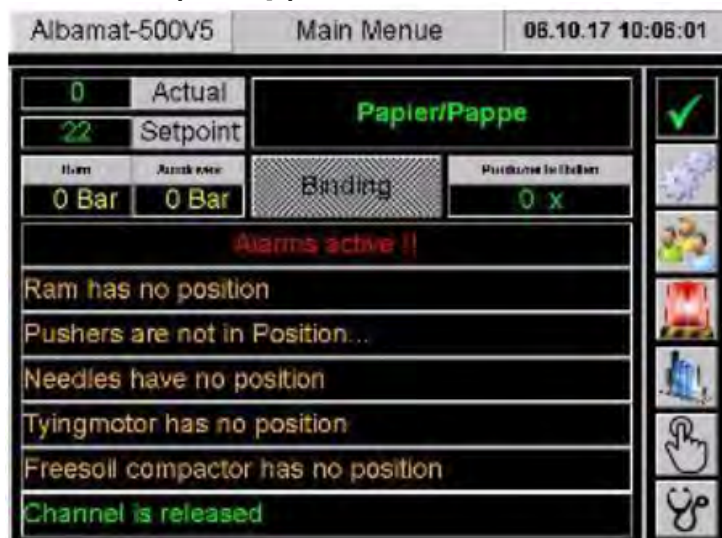 Albamat-500V5 Main Menue 06.10.17 10:06:01
0 Actual
22 Setpoint
Papier/Pappe
Ram
0 Bar 0 Bar
Binding
0 x
Alarms active !!
Ram has no position
Pushers are not in Position...
Needles have no position
Tyingmotor has no position
Freesoil compactor has no position
Channel is released